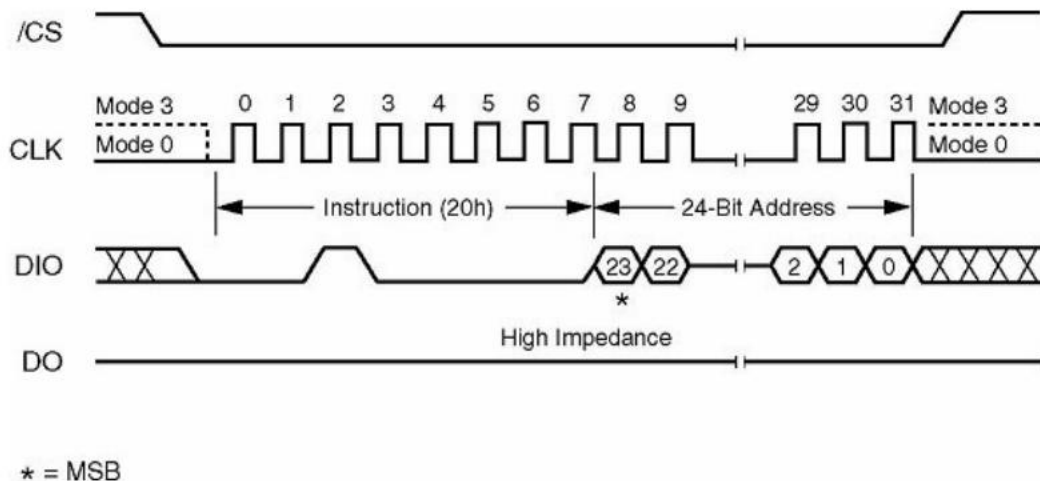 /CS
Mode 3 0 1 2 3 4 5 6 7 8 9 29 30 31 Mode 3
CLK Mode 0 Mode 0
Instruction (20h) 24-Bit Address
DIO 23 22 2 1 0
*
High Impedance
DO
* = MSB